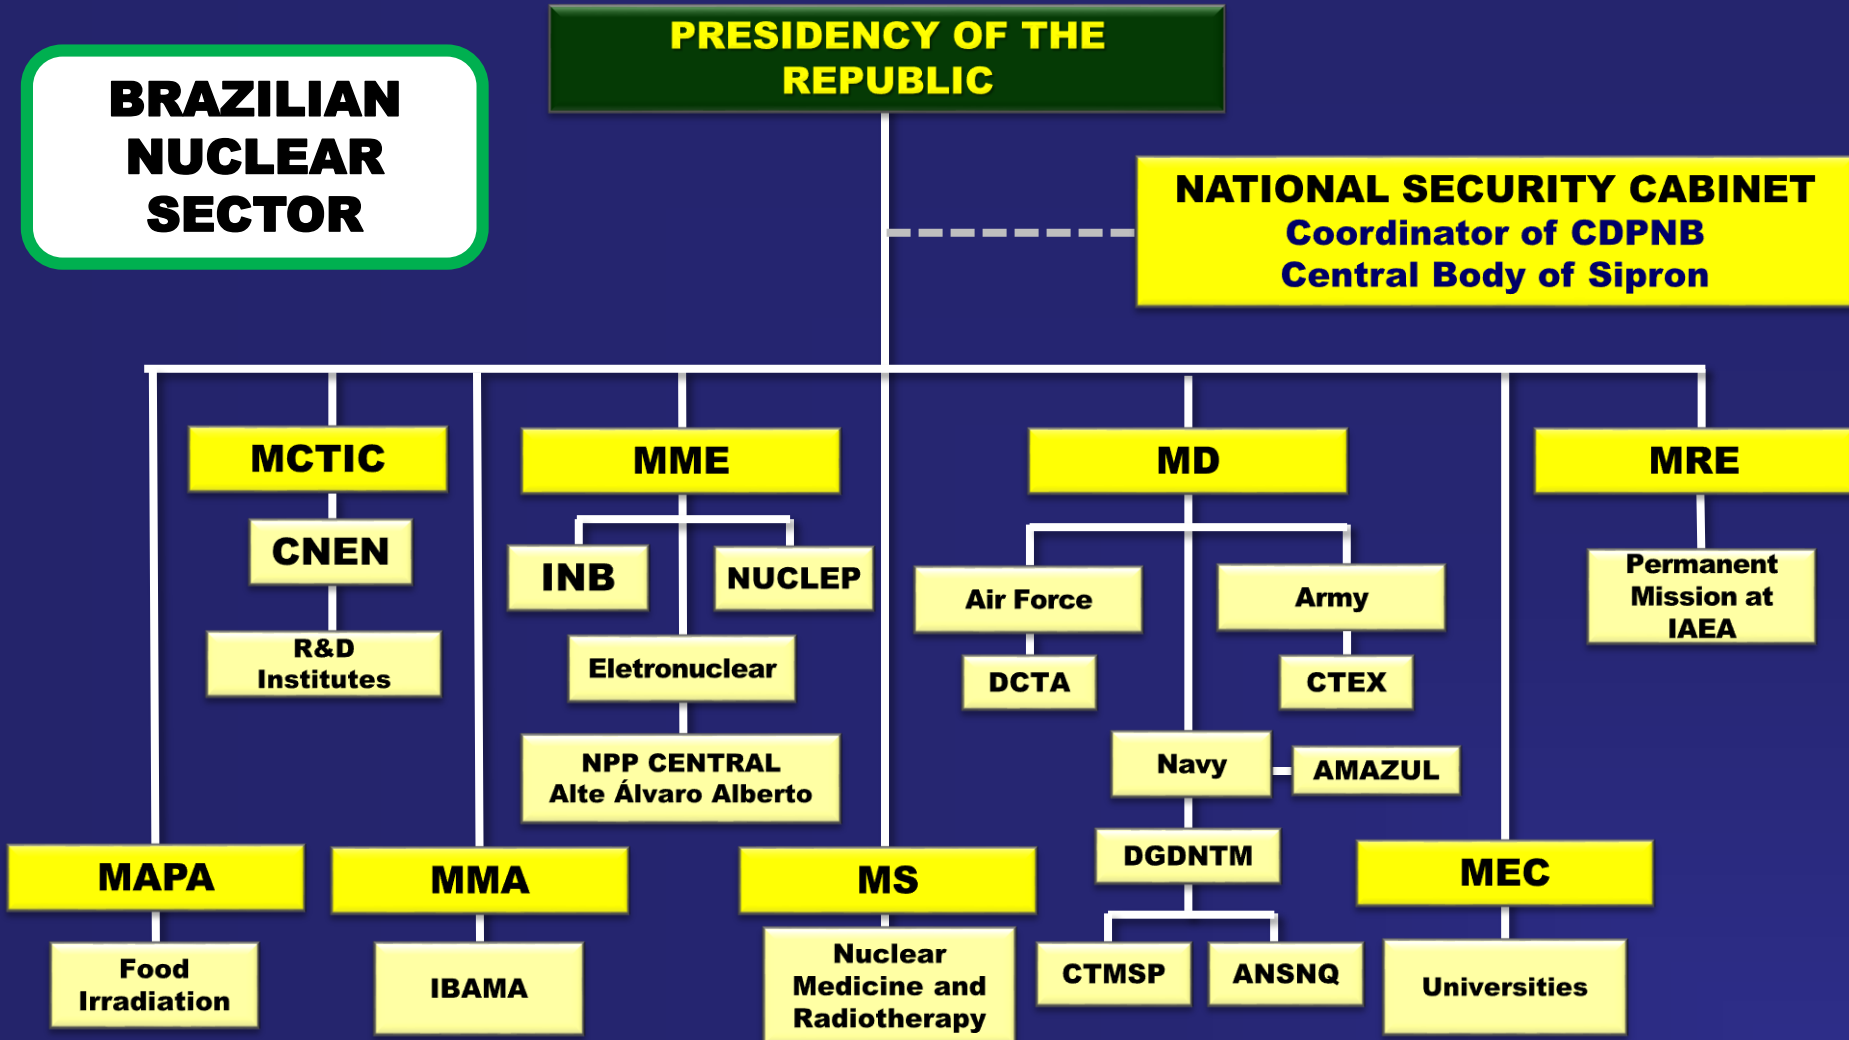 PRESIDENCY OF THE
REPUBLIC
BRAZILIAN
NUCLEAR
SECTOR
NATIONAL SECURITY CABINET
Coordinator of CDPNB
Central Body of Sipron
MCTIC
MME
MD
MRE
CNEN
INB
NUCLEP
Air Force
Army
Permanent
Mission at
IAEA
R&D
Institutes
Eletronuclear
DCTA
CTEX
NPP CENTRAL
Alte Álvaro Alberto
Navy
AMAZUL
DGDNTM
MAPA
MMA
MS
MEC
Food
Irradiation
IBAMA
Nuclear
Medicine and
Radiotherapy
CTMSP
ANSNQ
Universities